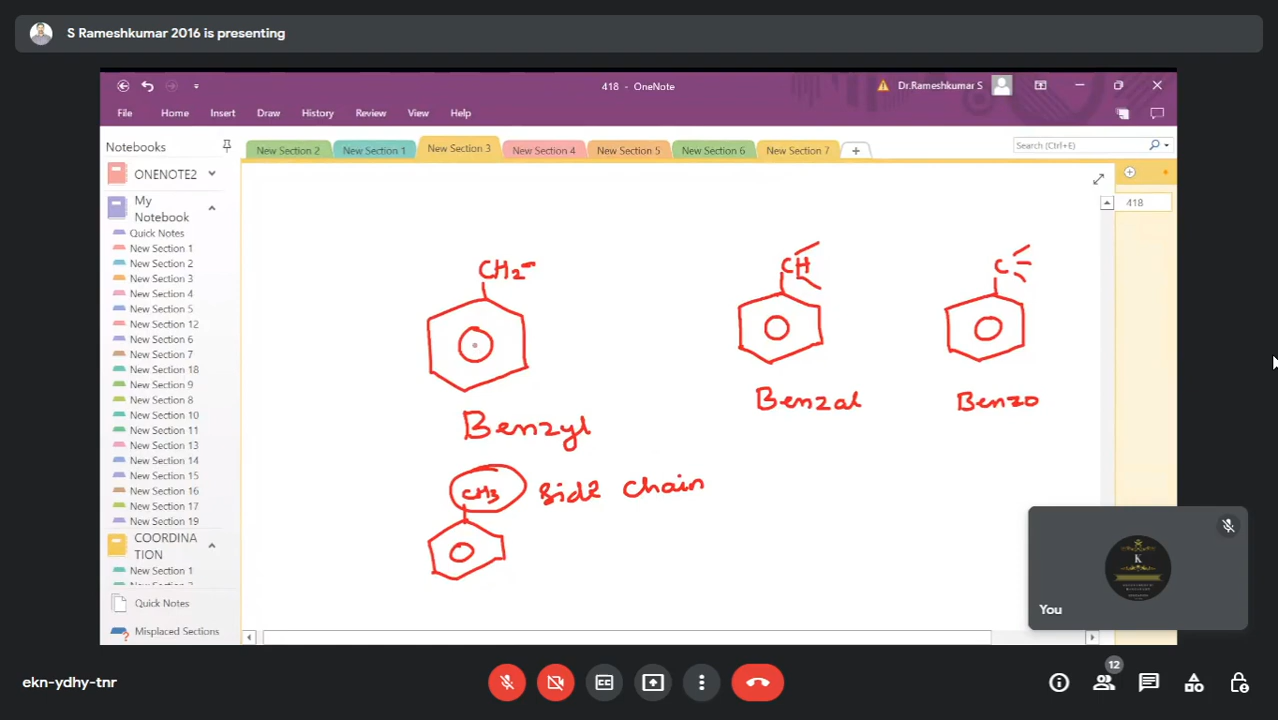 S Rameshkumar 2016 is presenting
418 - OneNote
Dr.Rameshkumar S
File Home Insert Draw History Review View Help
Notebooks
New Section 2 New Section 1 New Section 3 New Section 4 New Section 5 New Section 6 New Section 7 +
Search (Ctrl+E)
ONENOTE2
My
Notebook
Quick Notes
New Section 1
New Section 2
New Section 3
New Section 4
New Section 5
New Section 12
New Section 6
New Section 7
New Section 18
New Section 9
New Section 8
New Section 10
New Section 11
New Section 13
New Section 14
New Section 15
New Section 16
New Section 17
New Section 19
COORDINA
TION
New Section 1
Quick Notes
Misplaced Sections
418
CH2- CH C
Benzyl Benzal Benzo
CH3 Side Chain
K
You
ekn-ydhy-tnr
CC
12